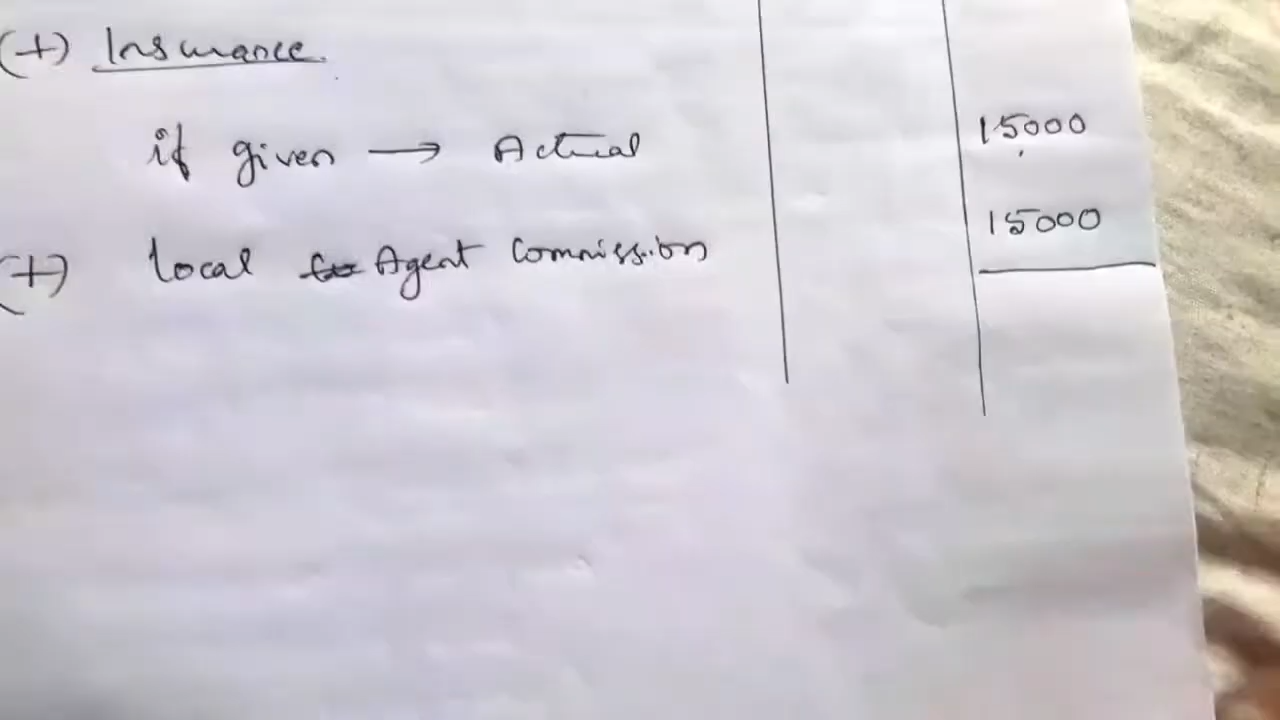 (+) Insurance.
if given → Actual 15000
(+) local Agent Commission 15000